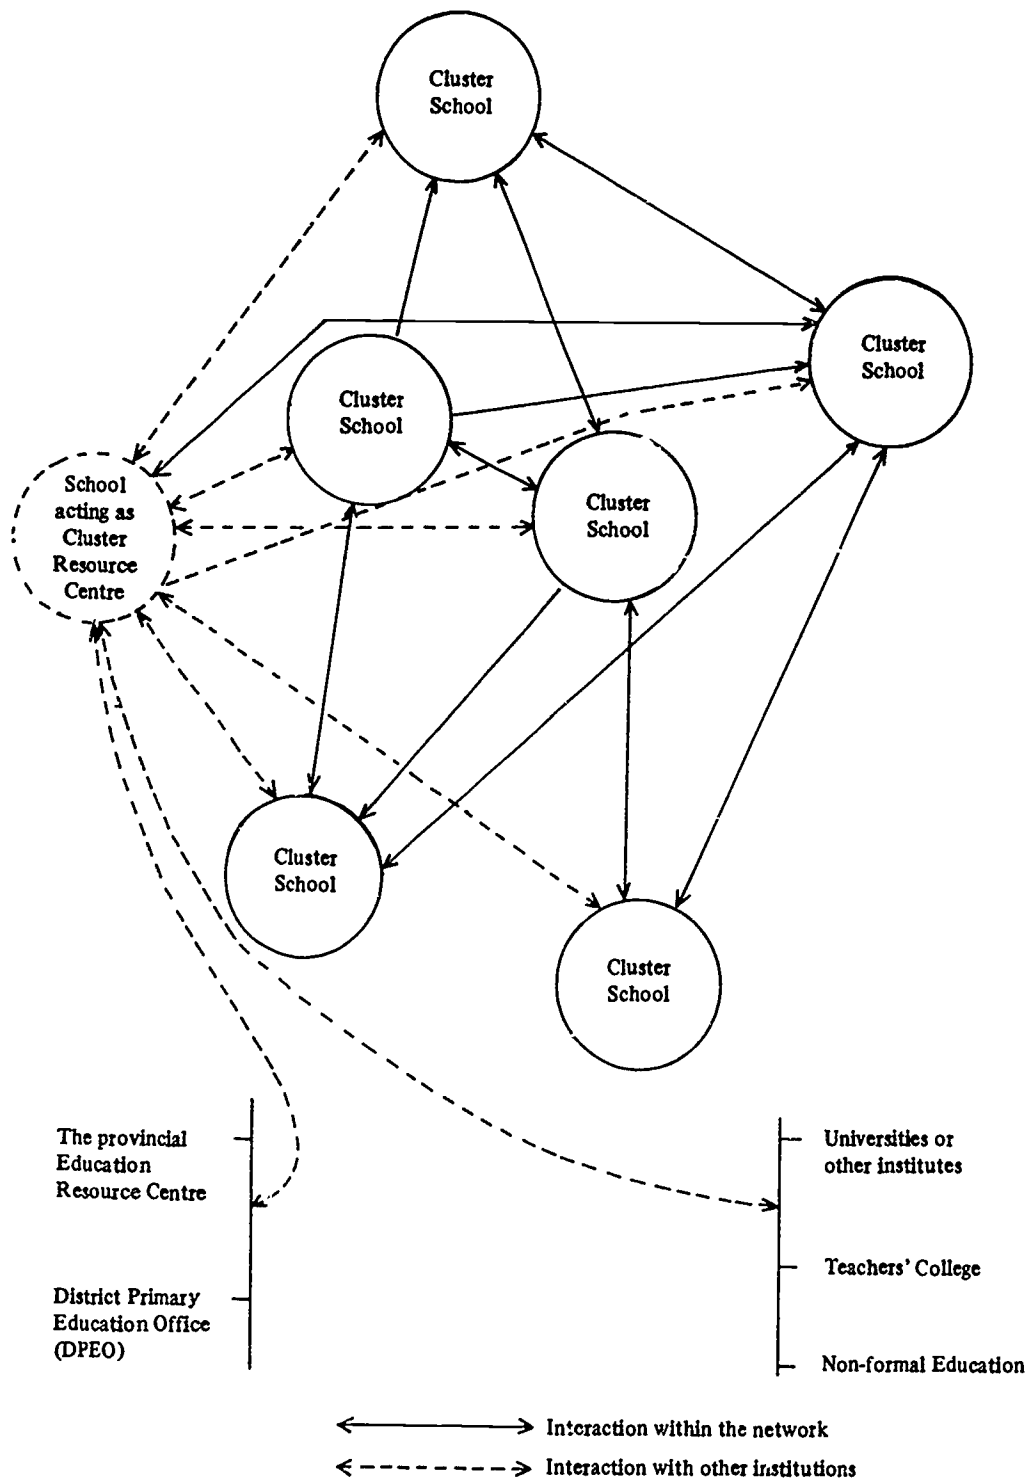 Cluster
School
Cluster
School
Cluster
School
Cluster
School
School
acting as
Cluster
Resource
Centre
Cluster
School
Cluster
School
The provincial
Education
Resource Centre
District Primary
Education Office
(DPEO)
Universities or
other institutes
Teachers' College
Non-formal Education
Interaction within the network
Interaction with other institutions